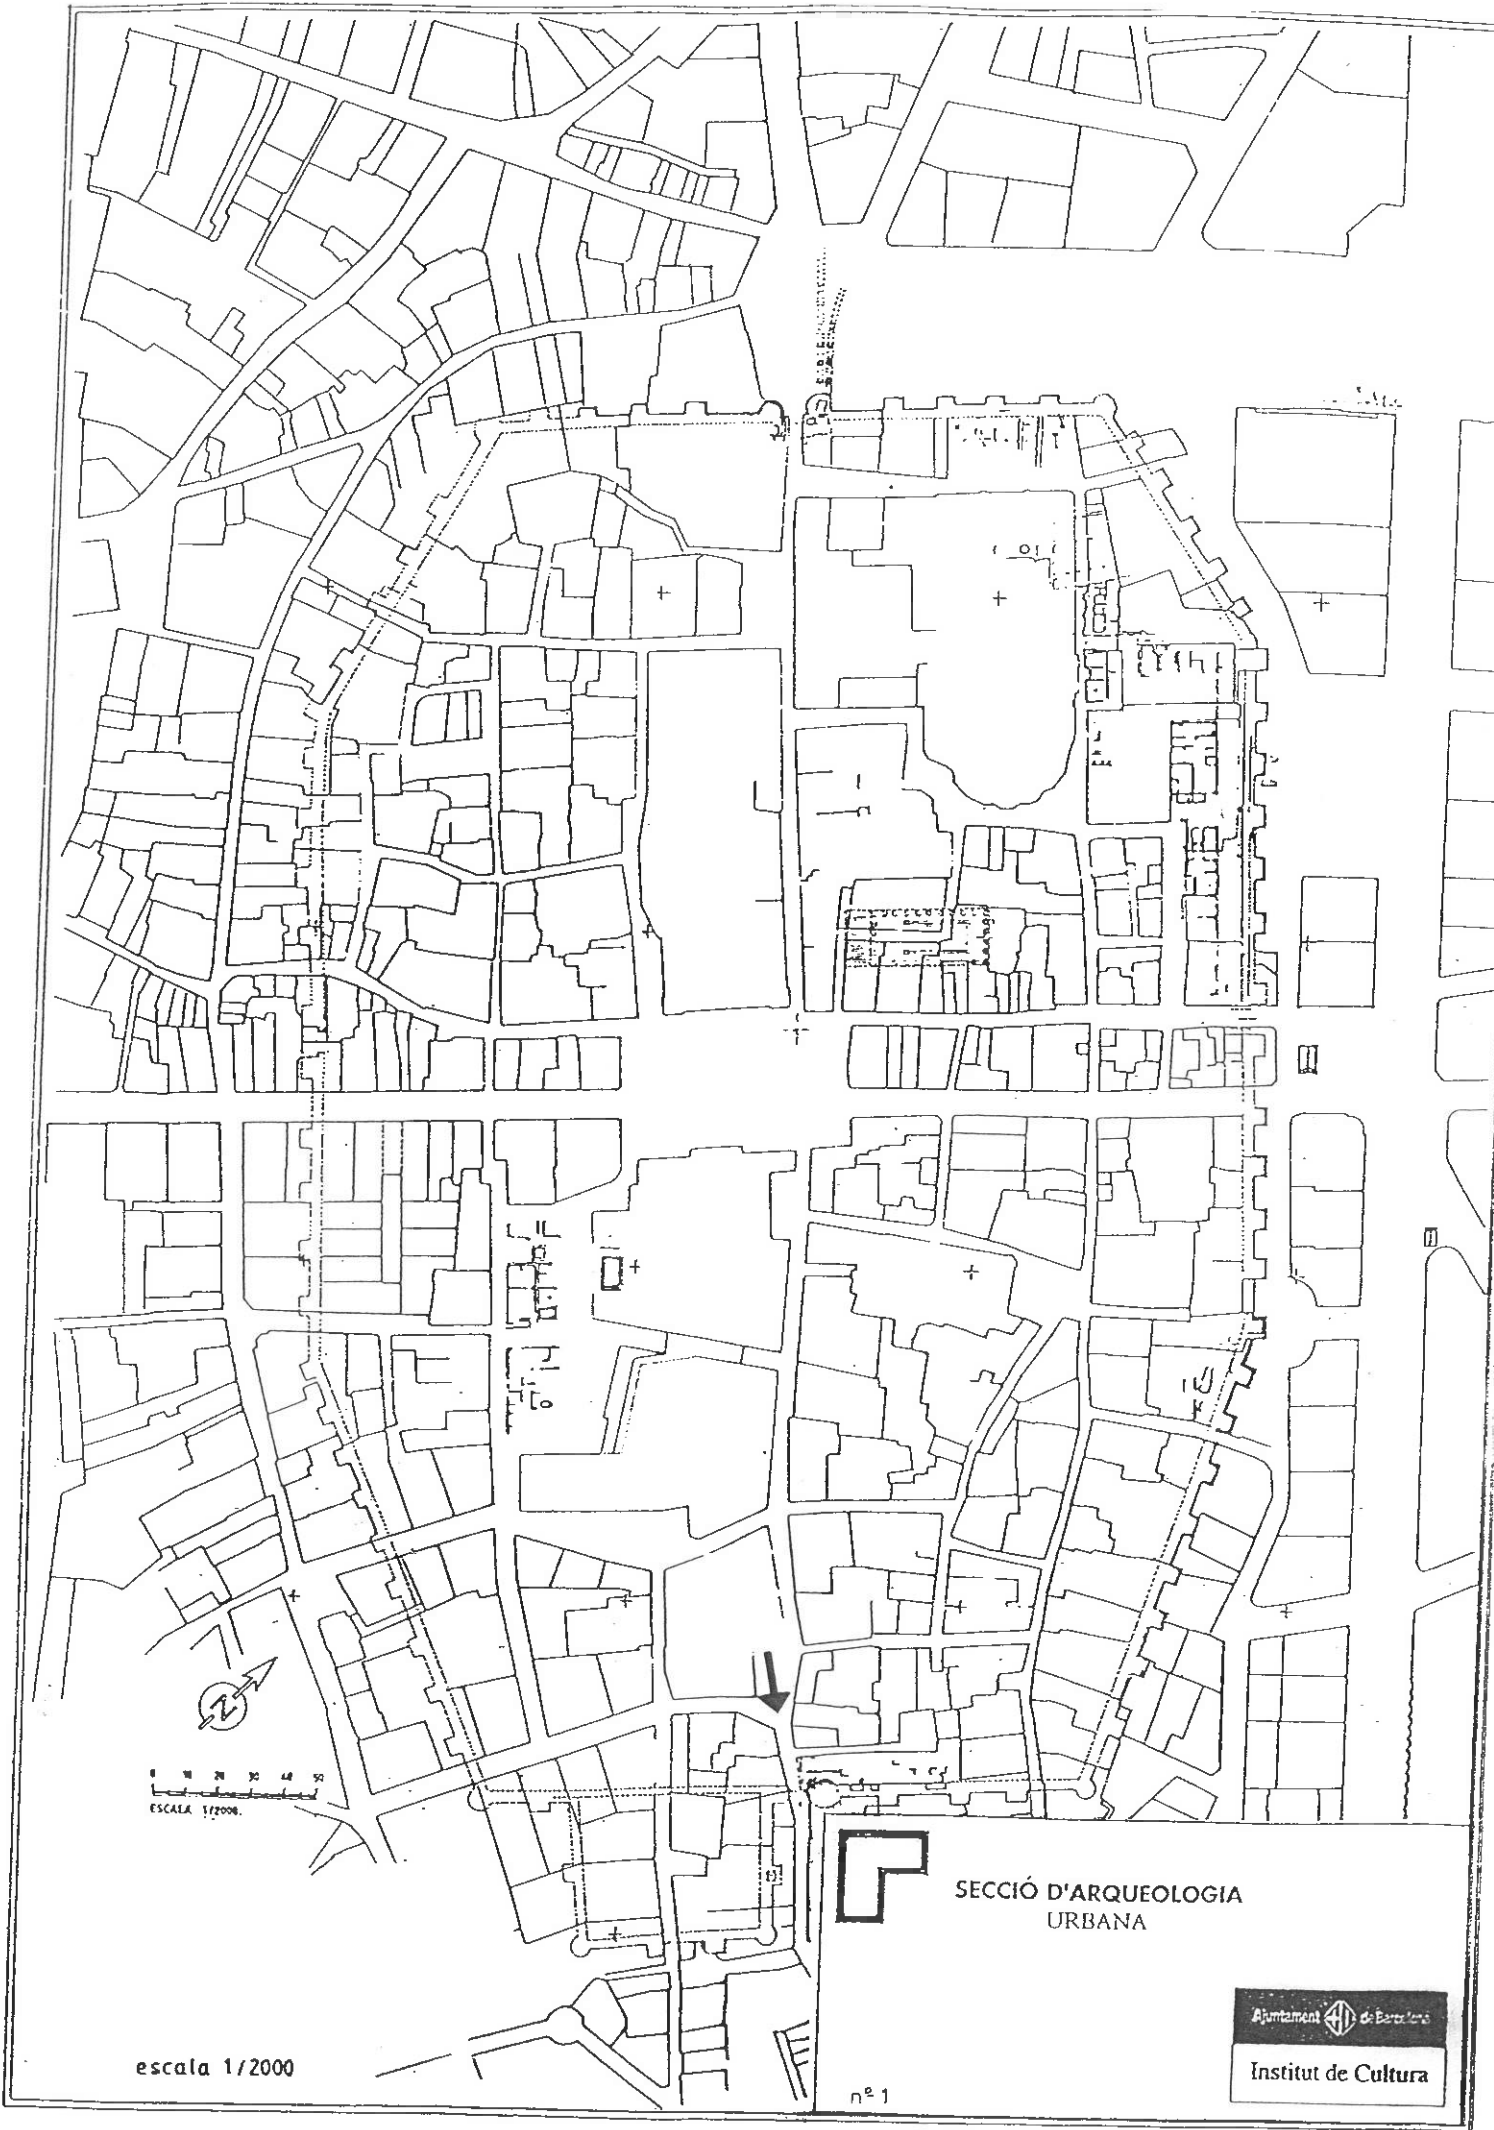 N
0 10 20 30 40 50
ESCALA 1/2000.
escala 1/2000
SECCIÓ D'ARQUEOLOGIA
URBANA
Ajuntament de Barcelona
Institut de Cultura
nº 1